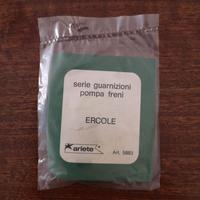 serie guarnizioni
pompa freni
ERCOLE
ariete
Art. 5883